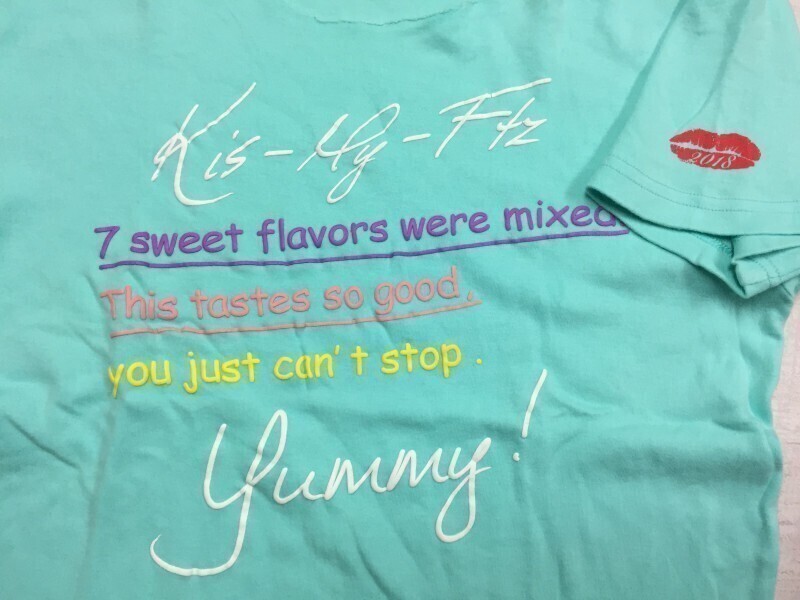 Kis-My-Ft2
7 sweet flavors were mixed.
This tastes so good,
you just can't stop.
Yummy!
2018